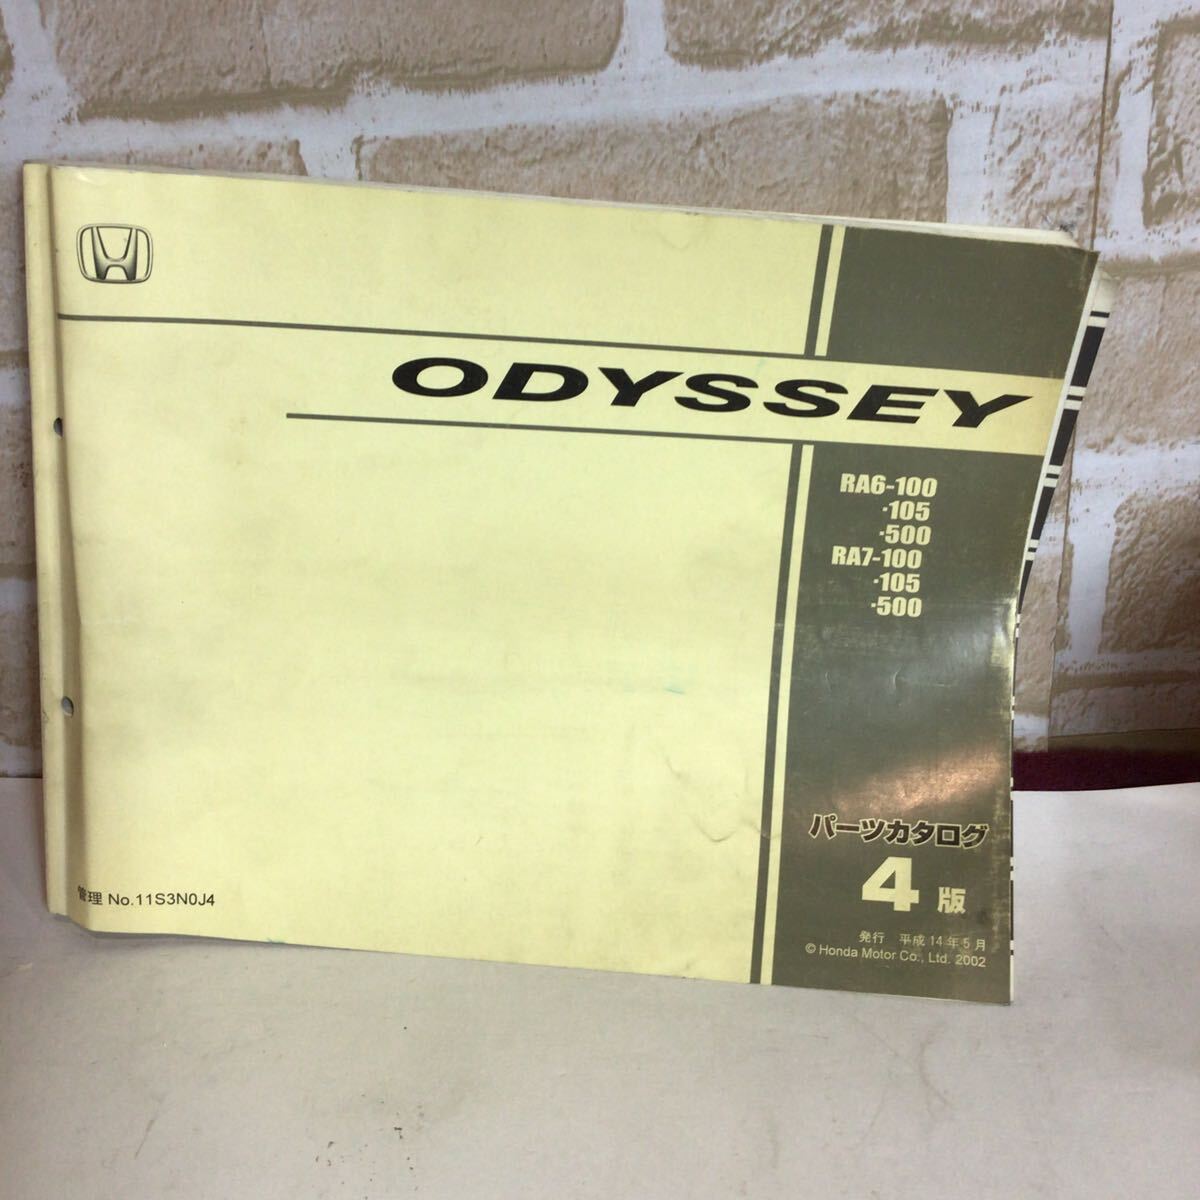 ODYSSEY
RA6-100
·105
·500
RA7-100
·105
·500
パーツカタログ
4版
管理 No.11S3N0J4
発行 平成14年5月
© Honda Motor Co., Ltd. 2002